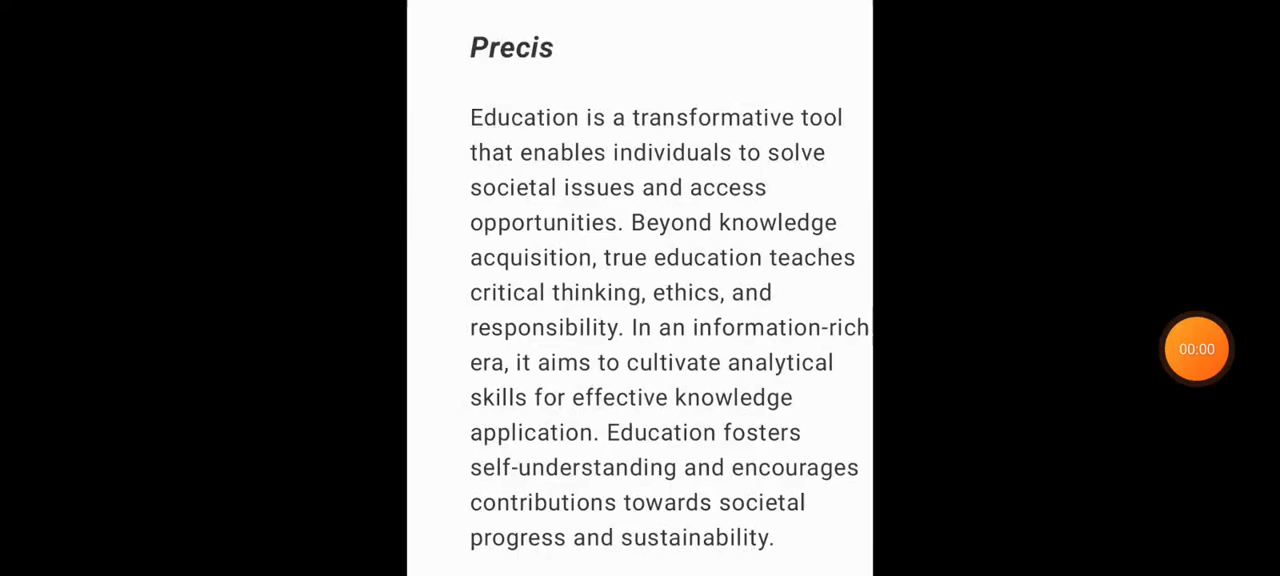 Precis
Education is a transformative tool
that enables individuals to solve
societal issues and access
opportunities. Beyond knowledge
acquisition, true education teaches
critical thinking, ethics, and
responsibility. In an information-rich
era, it aims to cultivate analytical
skills for effective knowledge
application. Education fosters
self-understanding and encourages
contributions towards societal
progress and sustainability.
00:00